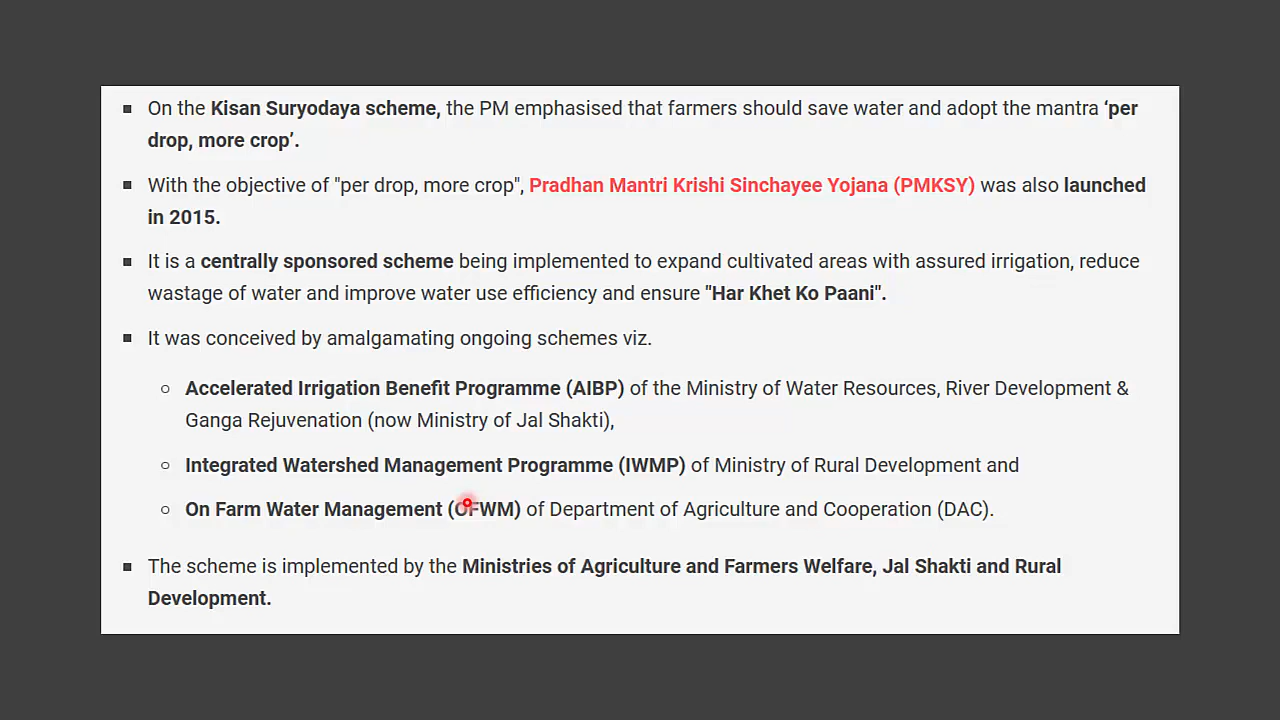 On the Kisan Suryodaya scheme, the PM emphasised that farmers should save water and adopt the mantra ‘per
drop, more crop’.
With the objective of "per drop, more crop", Pradhan Mantri Krishi Sinchayee Yojana (PMKSY) was also launched
in 2015.
It is a centrally sponsored scheme being implemented to expand cultivated areas with assured irrigation, reduce
wastage of water and improve water use efficiency and ensure "Har Khet Ko Paani".
It was conceived by amalgamating ongoing schemes viz.
Accelerated Irrigation Benefit Programme (AIBP) of the Ministry of Water Resources, River Development &
Ganga Rejuvenation (now Ministry of Jal Shakti),
Integrated Watershed Management Programme (IWMP) of Ministry of Rural Development and
On Farm Water Management (OFWM) of Department of Agriculture and Cooperation (DAC).
The scheme is implemented by the Ministries of Agriculture and Farmers Welfare, Jal Shakti and Rural
Development.